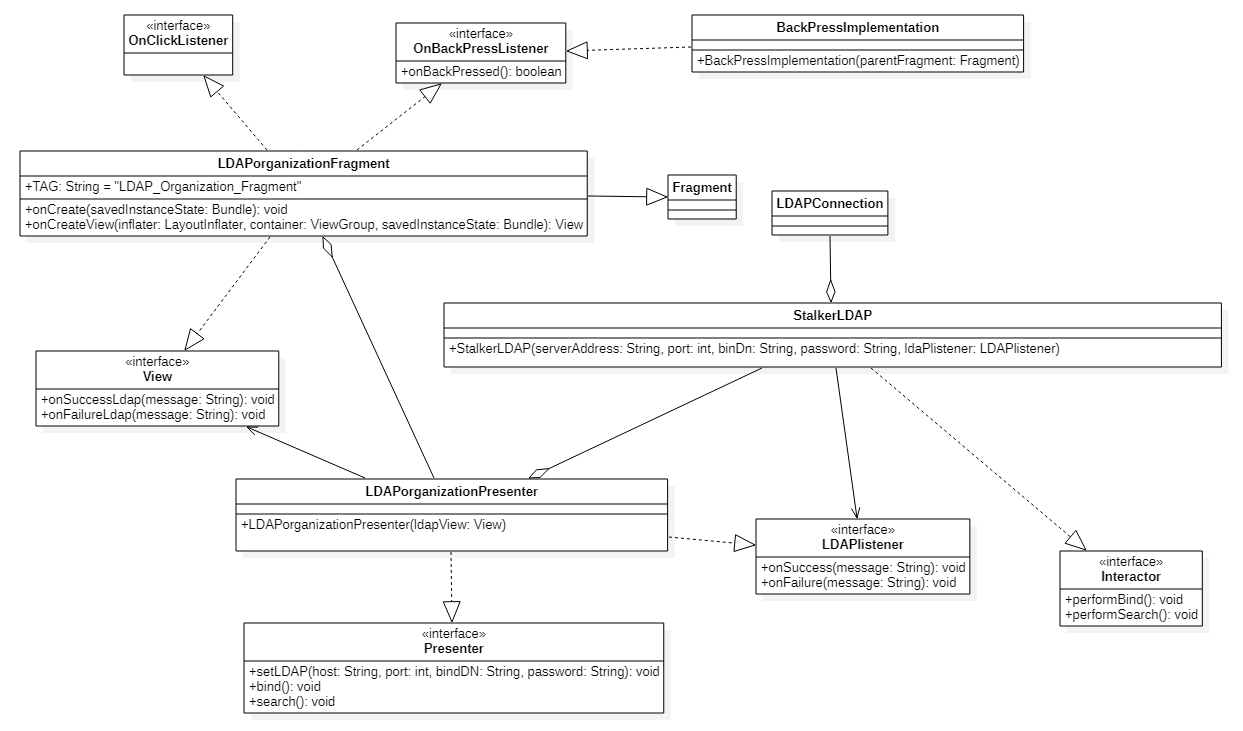 «interface»
OnClickListener
«interface»
OnBackPressListener
+onBackPressed(): boolean
BackPressImplementation
+BackPressImplementation(parentFragment: Fragment)
LDAPorganizationFragment
+TAG: String = "LDAP_Organization_Fragment"
+onCreate(savedInstanceState: Bundle): void
+onCreateView(inflater: LayoutInflater, container: ViewGroup, savedInstanceState: Bundle): View
Fragment
LDAPConnection
StalkerLDAP
+StalkerLDAP(serverAddress: String, port: int, binDn: String, password: String, ldaPlistener: LDAPlistener)
«interface»
View
+onSuccessLdap(message: String): void
+onFailureLdap(message: String): void
LDAPorganizationPresenter
+LDAPorganizationPresenter(ldapView: View)
«interface»
LDAPlistener
+onSuccess(message: String): void
+onFailure(message: String): void
«interface»
Interactor
+performBind(): void
+performSearch(): void
«interface»
Presenter
+setLDAP(host: String, port: int, bindDN: String, password: String): void
+bind(): void
+search(): void